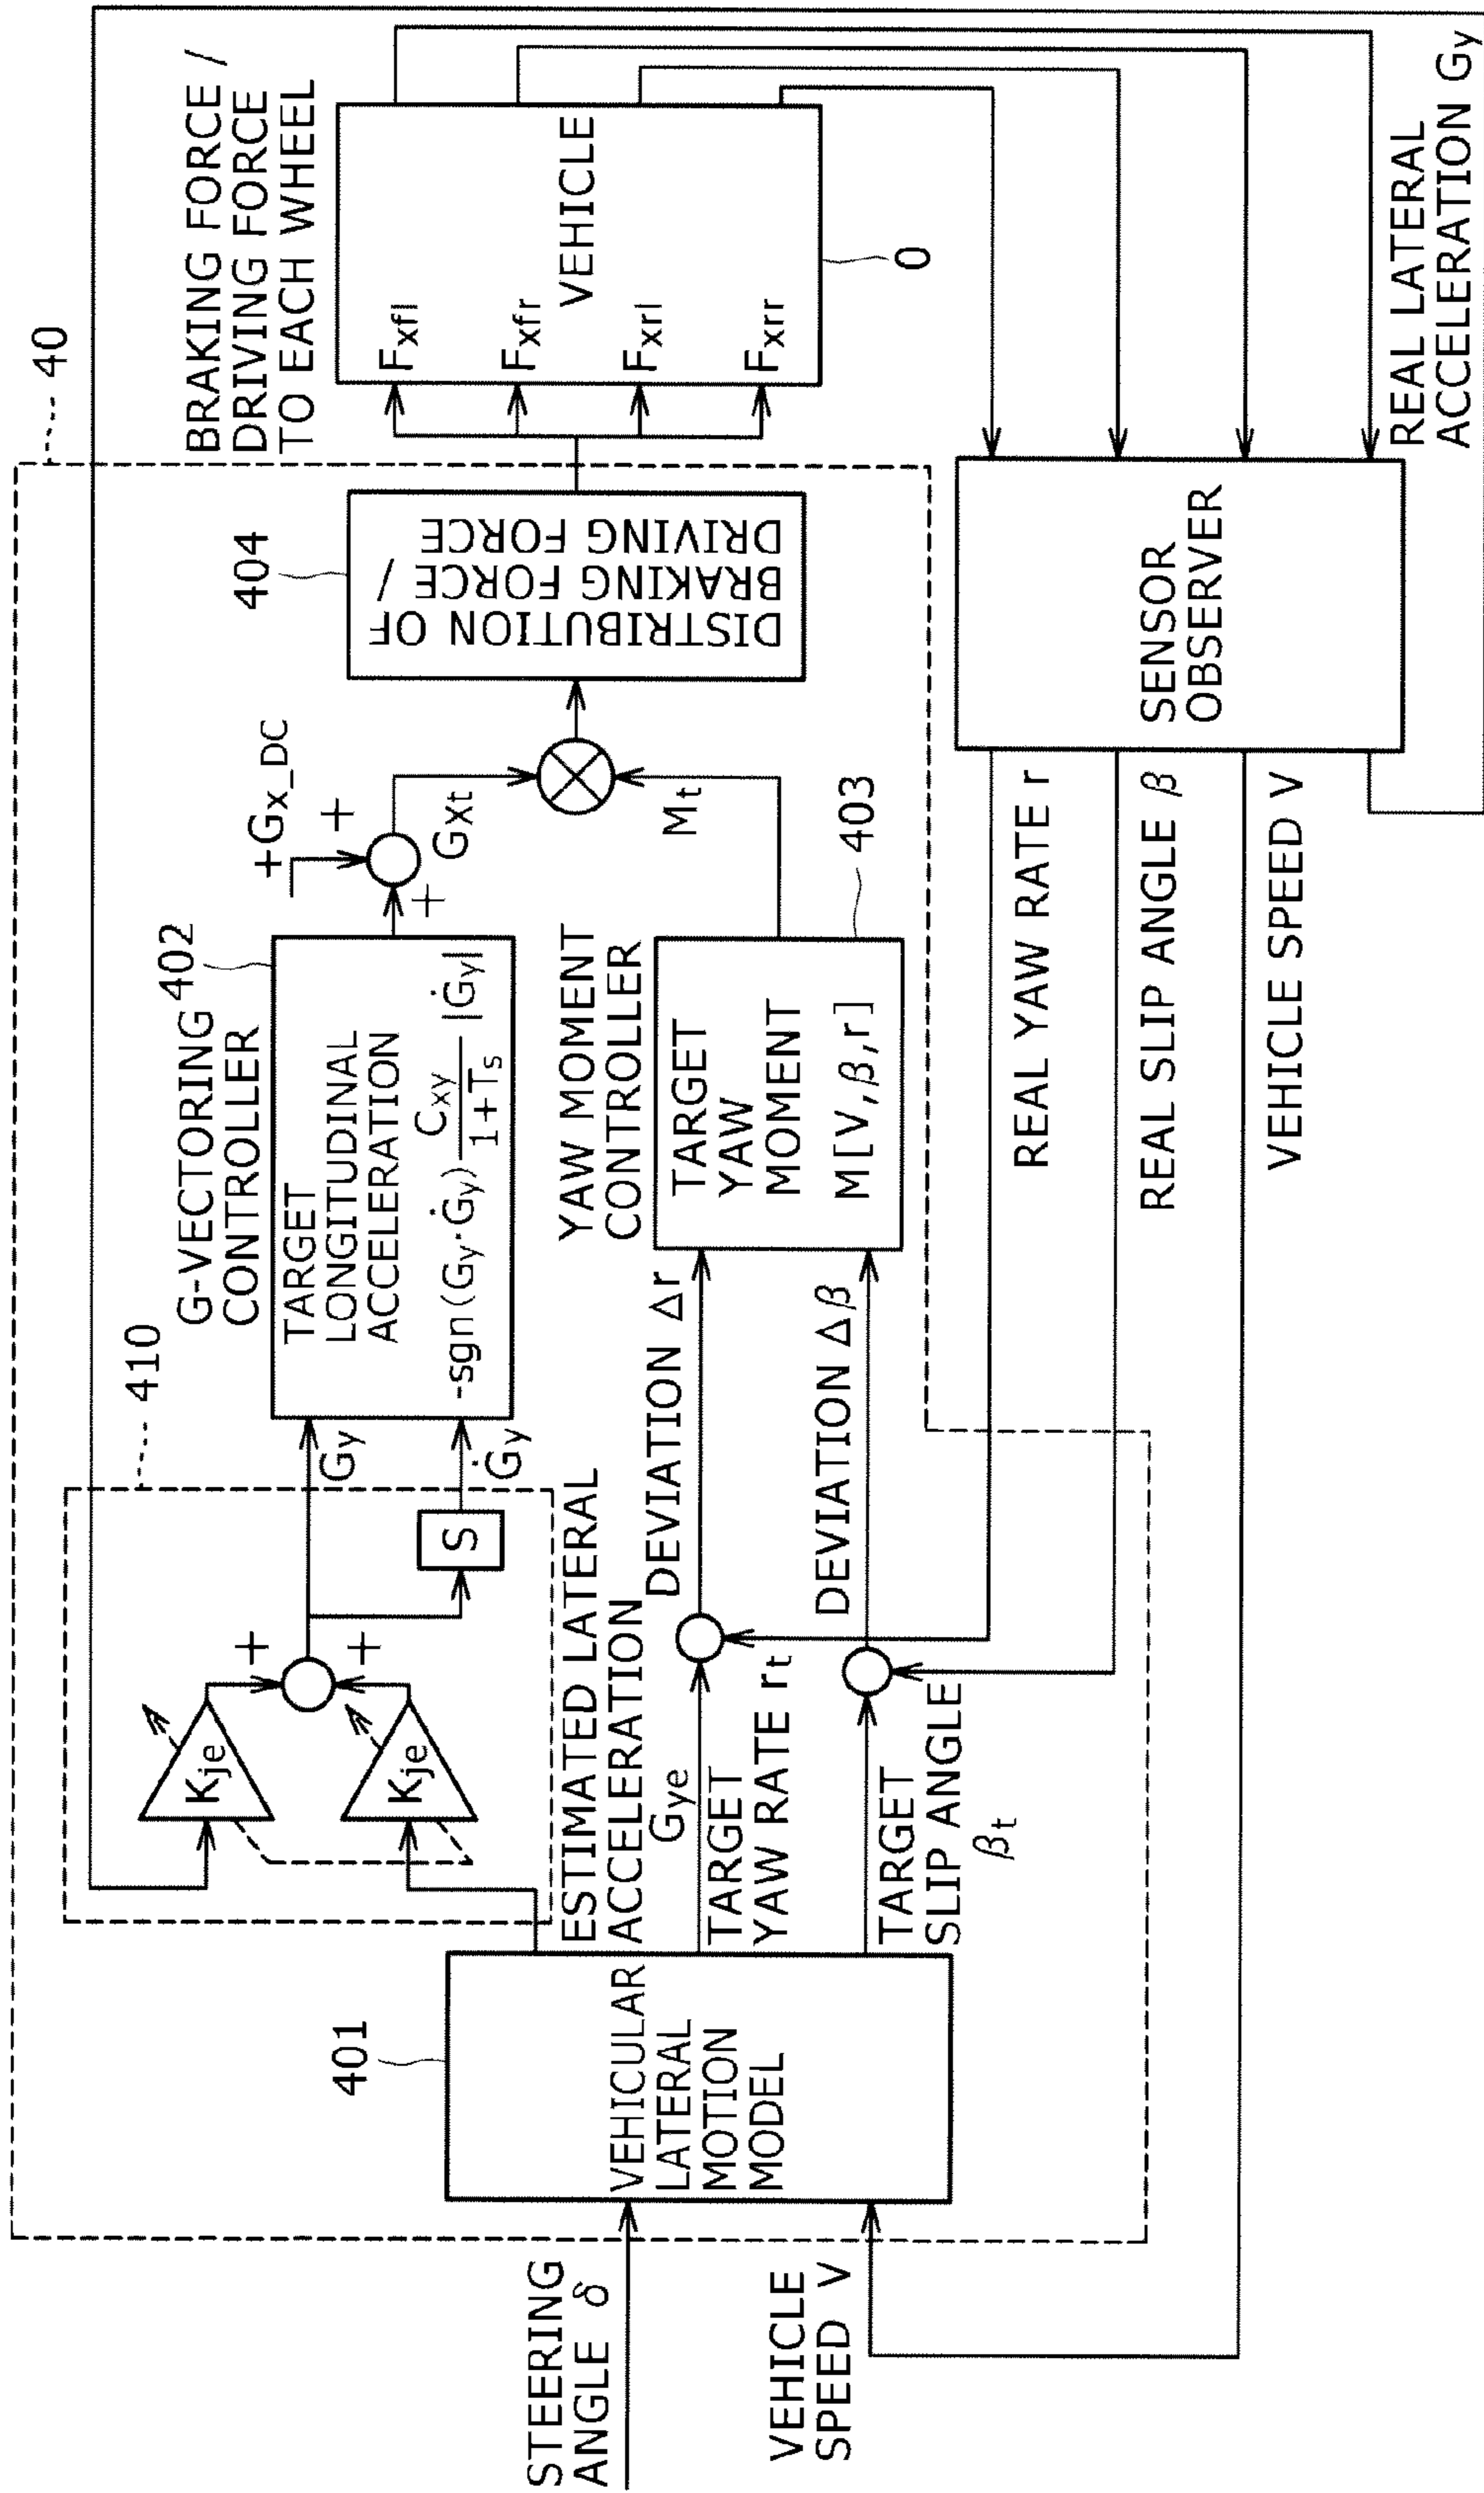 40
BRAKING FORCE /
DRIVING FORCE /
TO EACH WHEEL
410
G-VECTORING
CONTROLLER
402
404
+Gx_DC
TARGET
LONGITUDINAL
ACCELERATION
-sgn(Gy·Ġy) Cxy/1+Ts |Ġy|
Kje
+
+
Kje
Gy
S
Ġy
+
+
Gxt
DISTRIBUTION OF
BRAKING FORCE /
DRIVING FORCE
Fxfl
Fxfr
Fxrl
Fxrr
VEHICLE
0
401
VEHICULAR
LATERAL
MOTION
MODEL
STEERING
ANGLE δ
VEHICLE
SPEED V
ESTIMATED LATERAL
ACCELERATION
Gye
TARGET
YAW RATE rt
TARGET
SLIP ANGLE
βt
DEVIATION Δr
DEVIATION Δβ
YAW MOMENT
CONTROLLER
TARGET
YAW
MOMENT
M[V,β,r]
403
Mt
REAL YAW RATE r
REAL SLIP ANGLE β
VEHICLE SPEED V
SENSOR
OBSERVER
REAL LATERAL
ACCELERATION Gy